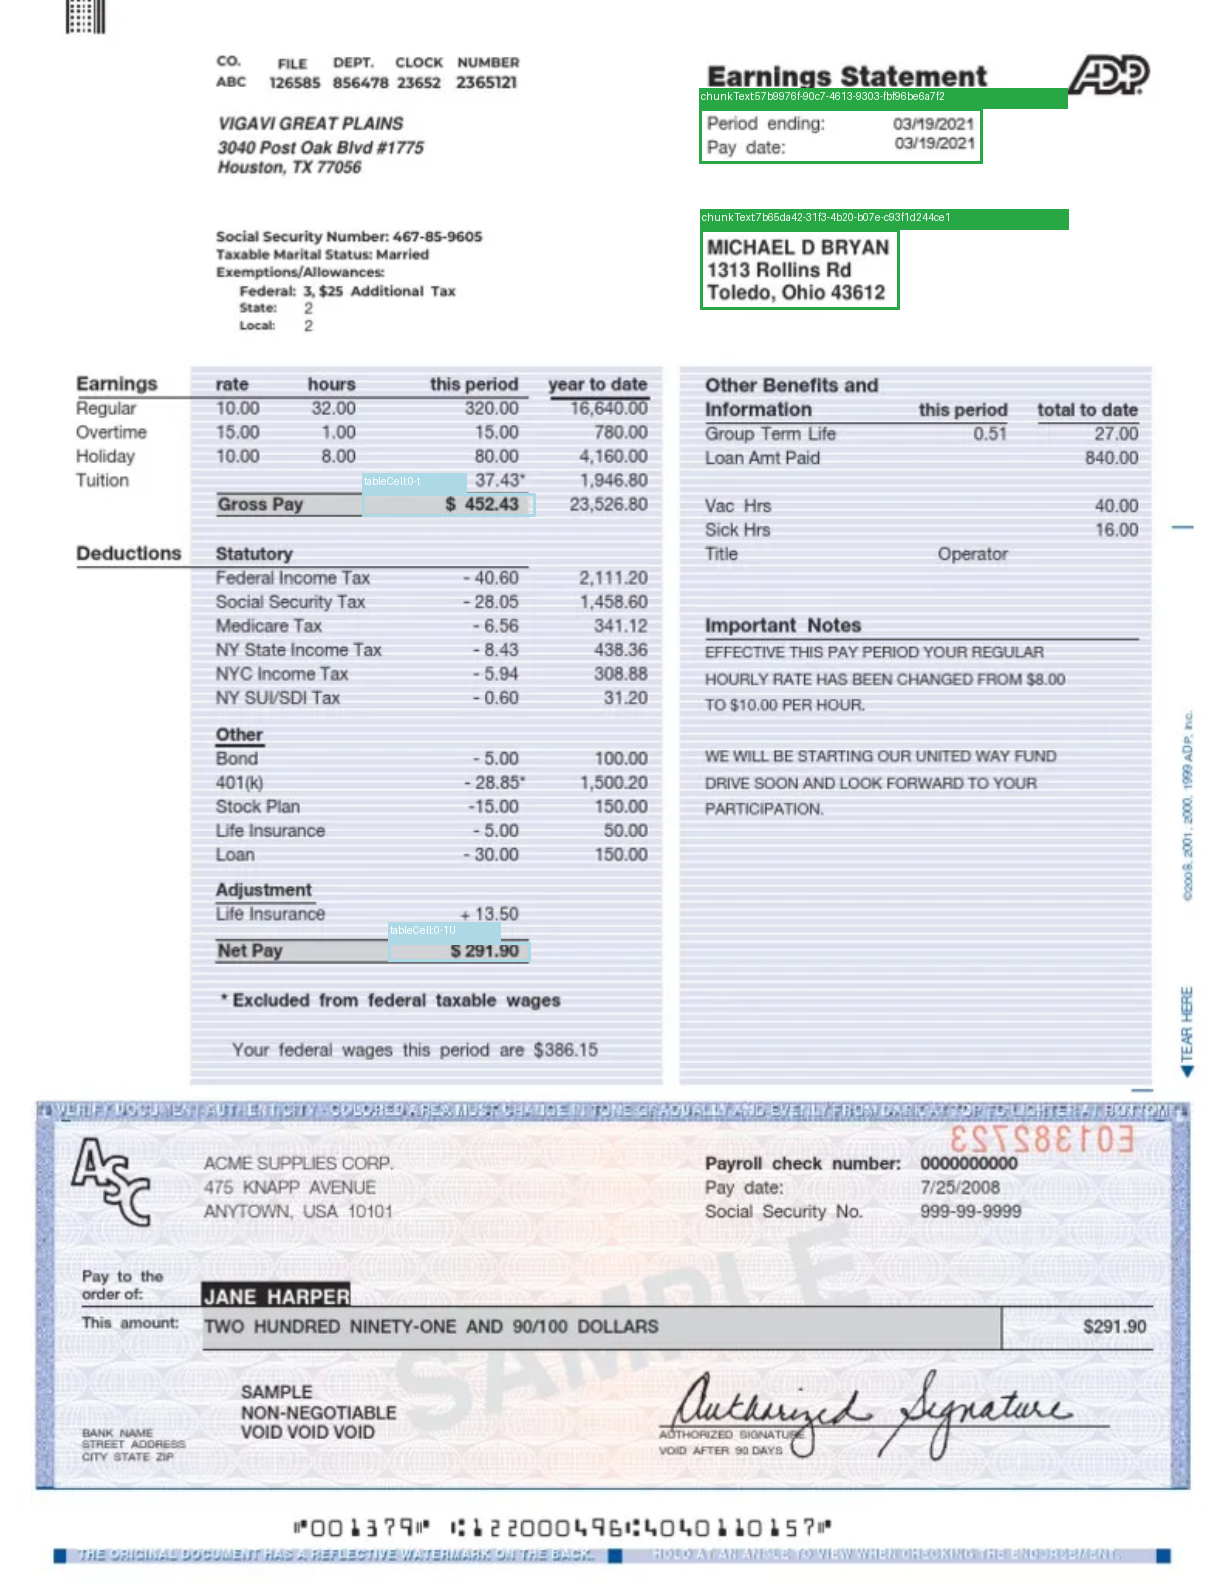 CO. FILE DEPT. CLOCK NUMBER
ABC 126585 856478 23652 2365121
Earnings Statement
ADP
chunkText:57b9976f-90c7-4613-9303-fbf96be6a7f2
VIGAVI GREAT PLAINS
3040 Post Oak Blvd #1775
Houston, TX 77056
Period ending: 03/19/2021
Pay date: 03/19/2021
chunkText:7b65da42-31f3-4b20-b07e-c93f1d244ce1
Social Security Number: 467-85-9605
Taxable Marital Status: Married
Exemptions/Allowances:
Federal: 3, $25 Additional Tax
State: 2
Local: 2
MICHAEL D BRYAN
1313 Rollins Rd
Toledo, Ohio 43612
Earnings rate hours this period year to date
Regular 10.00 32.00 320.00 16,640.00
Overtime 15.00 1.00 15.00 780.00
Holiday 10.00 8.00 80.00 4,160.00
Tuition 37.43* 1,946.80
tableCell:0-t
Gross Pay $ 452.43 23,526.80
Deductions Statutory
Federal Income Tax - 40.60 2,111.20
Social Security Tax - 28.05 1,458.60
Medicare Tax - 6.56 341.12
NY State Income Tax - 8.43 438.36
NYC Income Tax - 5.94 308.88
NY SUI/SDI Tax - 0.60 31.20
Other
Bond - 5.00 100.00
401(k) - 28.85* 1,500.20
Stock Plan -15.00 150.00
Life Insurance - 5.00 50.00
Loan - 30.00 150.00
Adjustment
Life Insurance + 13.50
tableCell:0-1U
Net Pay $ 291.90
* Excluded from federal taxable wages
Your federal wages this period are $386.15
Other Benefits and
Information this period total to date
Group Term Life 0.51 27.00
Loan Amt Paid 840.00
Vac Hrs 40.00
Sick Hrs 16.00
Title Operator
Important Notes
EFFECTIVE THIS PAY PERIOD YOUR REGULAR
HOURLY RATE HAS BEEN CHANGED FROM $8.00
TO $10.00 PER HOUR.
WE WILL BE STARTING OUR UNITED WAY FUND
DRIVE SOON AND LOOK FORWARD TO YOUR
PARTICIPATION.
2001, 2000, 1999 ADP, Inc.
TEAR HERE
VERIFY DOCUMENT AUTHENTICITY - COLORED AREA MUST CHANGE IN TONE GRADUALLY AND EVENLY FROM DARK AT TOP TO LIGHTER AT BOTTOM
E01382723
ASC
ACME SUPPLIES CORP.
475 KNAPP AVENUE
ANYTOWN, USA 10101
Payroll check number: 0000000000
Pay date: 7/25/2008
Social Security No. 999-99-9999
SAMPLE
Pay to the
order of: JANE HARPER
This amount: TWO HUNDRED NINETY-ONE AND 90/100 DOLLARS $291.90
SAMPLE
NON-NEGOTIABLE
VOID VOID VOID
BANK NAME
STREET ADDRESS
CITY STATE ZIP
Authorized Signature
AUTHORIZED SIGNATURE
VOID AFTER 90 DAYS
⑈001379⑈ ⑆122000496⑆4040110157⑈
THE ORIGINAL DOCUMENT HAS A REFLECTIVE WATERMARK ON THE BACK.
HOLD AT AN ANGLE TO VIEW WHEN CHECKING THE ENDORSEMENT.